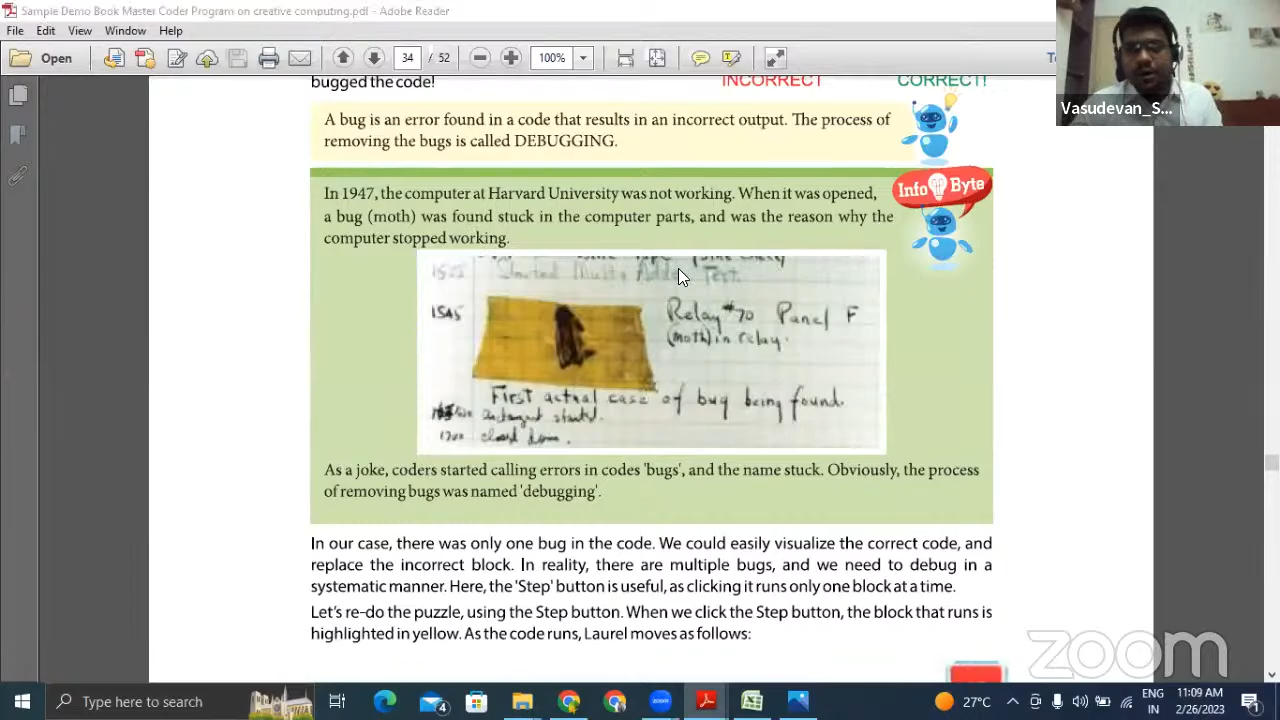 Sample Demo Book Master Coder Program on creative computng.pdf - Adobe Reader
File Edit View Window Help
Open 34 / 52 100%
Vasudevan_S...
bugged the code! INCORRECT CORRECT!
A bug is an error found in a code that results in an incorrect output. The process of
removing the bugs is called DEBUGGING.
Info Byte
In 1947, the computer at Harvard University was not working. When it was opened,
a bug (moth) was found stuck in the computer parts, and was the reason why the
computer stopped working.
Started Mult+ Adder Test.
1545 Relay #70 Panel F
(moth) in relay.
First actual case of bug being found.
1700 closed down.
As a joke, coders started calling errors in codes 'bugs', and the name stuck. Obviously, the process
of removing bugs was named 'debugging'.
In our case, there was only one bug in the code. We could easily visualize the correct code, and
replace the incorrect block. In reality, there are multiple bugs, and we need to debug in a
systematic manner. Here, the 'Step' button is useful, as clicking it runs only one block at a time.
Let's re-do the puzzle, using the Step button. When we click the Step button, the block that runs is
highlighted in yellow. As the code runs, Laurel moves as follows:
zoom
Type here to search
4
27°C
ENG
IN
11:09 AM
2/26/2023
1